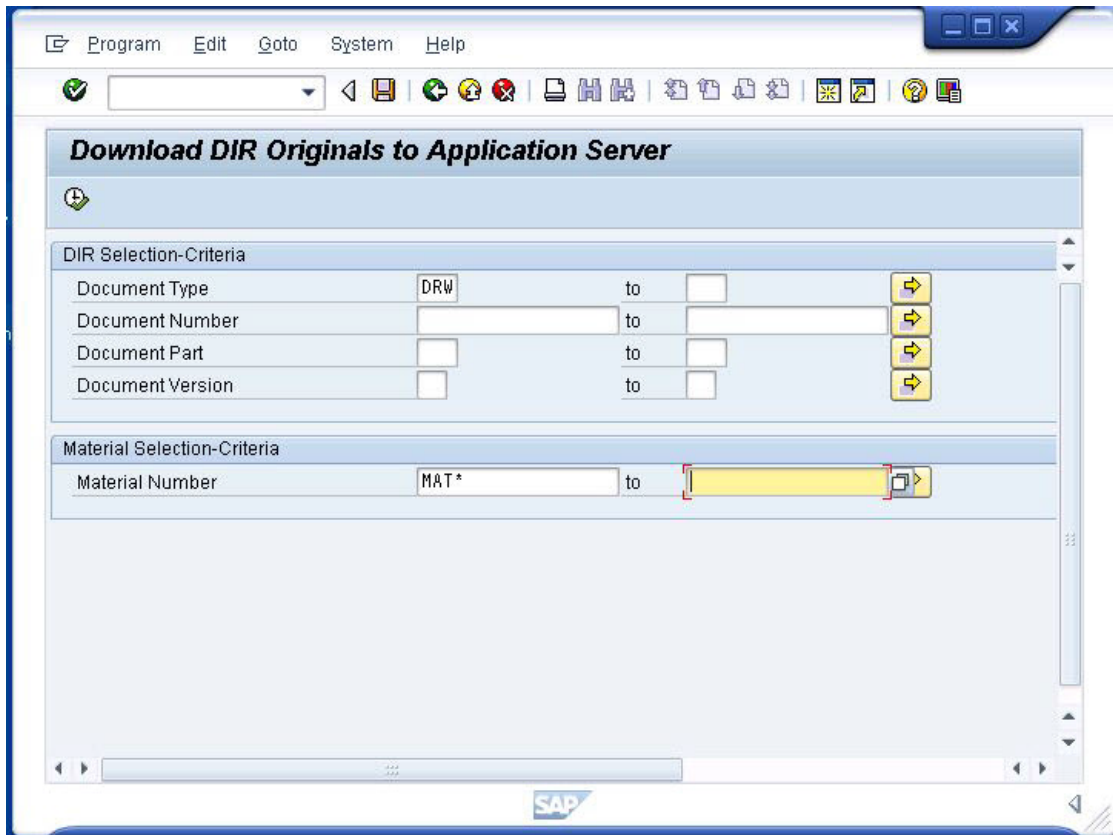 Program Edit Goto System Help
Download DIR Originals to Application Server
DIR Selection-Criteria
Document Type DRW to
Document Number to
Document Part to
Document Version to
Material Selection-Criteria
Material Number MAT* to
SAP